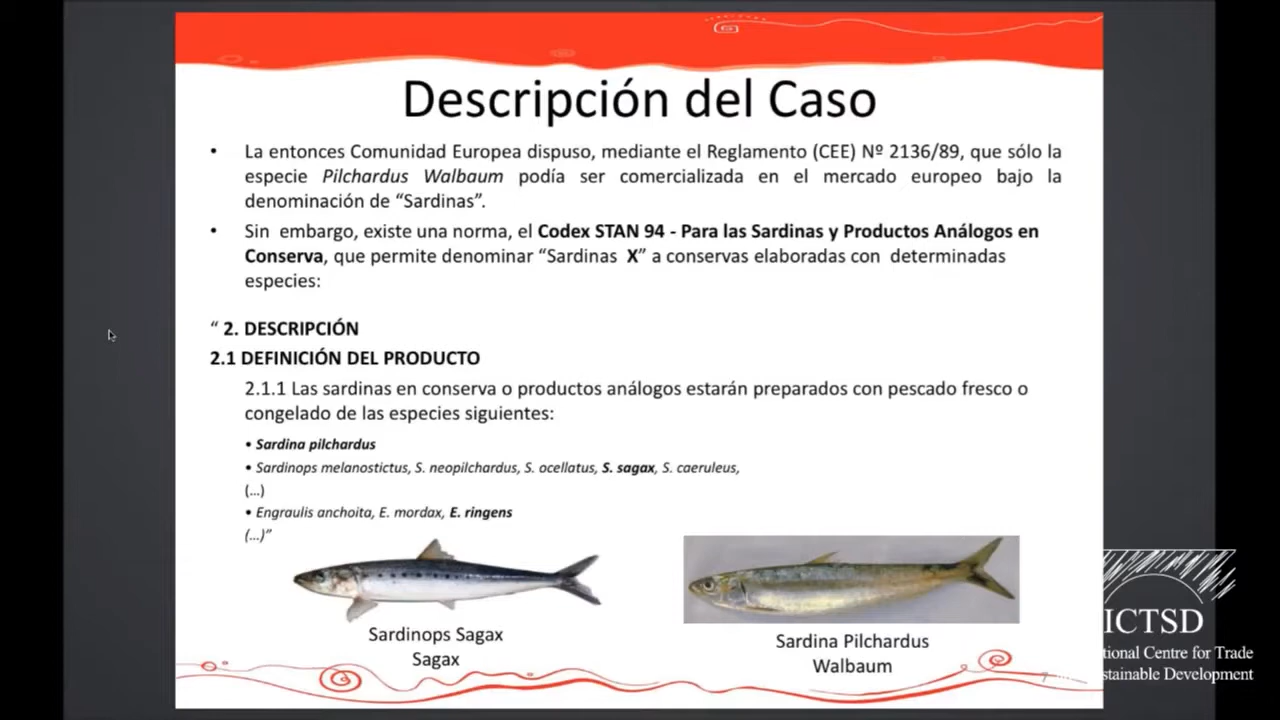 Descripción del Caso
• La entonces Comunidad Europea dispuso, mediante el Reglamento (CEE) Nº 2136/89, que sólo la
especie Pilchardus Walbaum podía ser comercializada en el mercado europeo bajo la
denominación de “Sardinas”.
• Sin embargo, existe una norma, el Codex STAN 94 - Para las Sardinas y Productos Análogos en
Conserva, que permite denominar “Sardinas X” a conservas elaboradas con determinadas
especies:
“ 2. DESCRIPCIÓN
2.1 DEFINICIÓN DEL PRODUCTO
2.1.1 Las sardinas en conserva o productos análogos estarán preparados con pescado fresco o
congelado de las especies siguientes:
• Sardina pilchardus
• Sardinops melanostictus, S. neopilchardus, S. ocellatus, S. sagax, S. caeruleus,
(…)
• Engraulis anchoita, E. mordax, E. ringens
(…)”
Sardinops Sagax
Sagax
Sardina Pilchardus
Walbaum
7
ICTSD
tional Centre for Trade
stainable Development